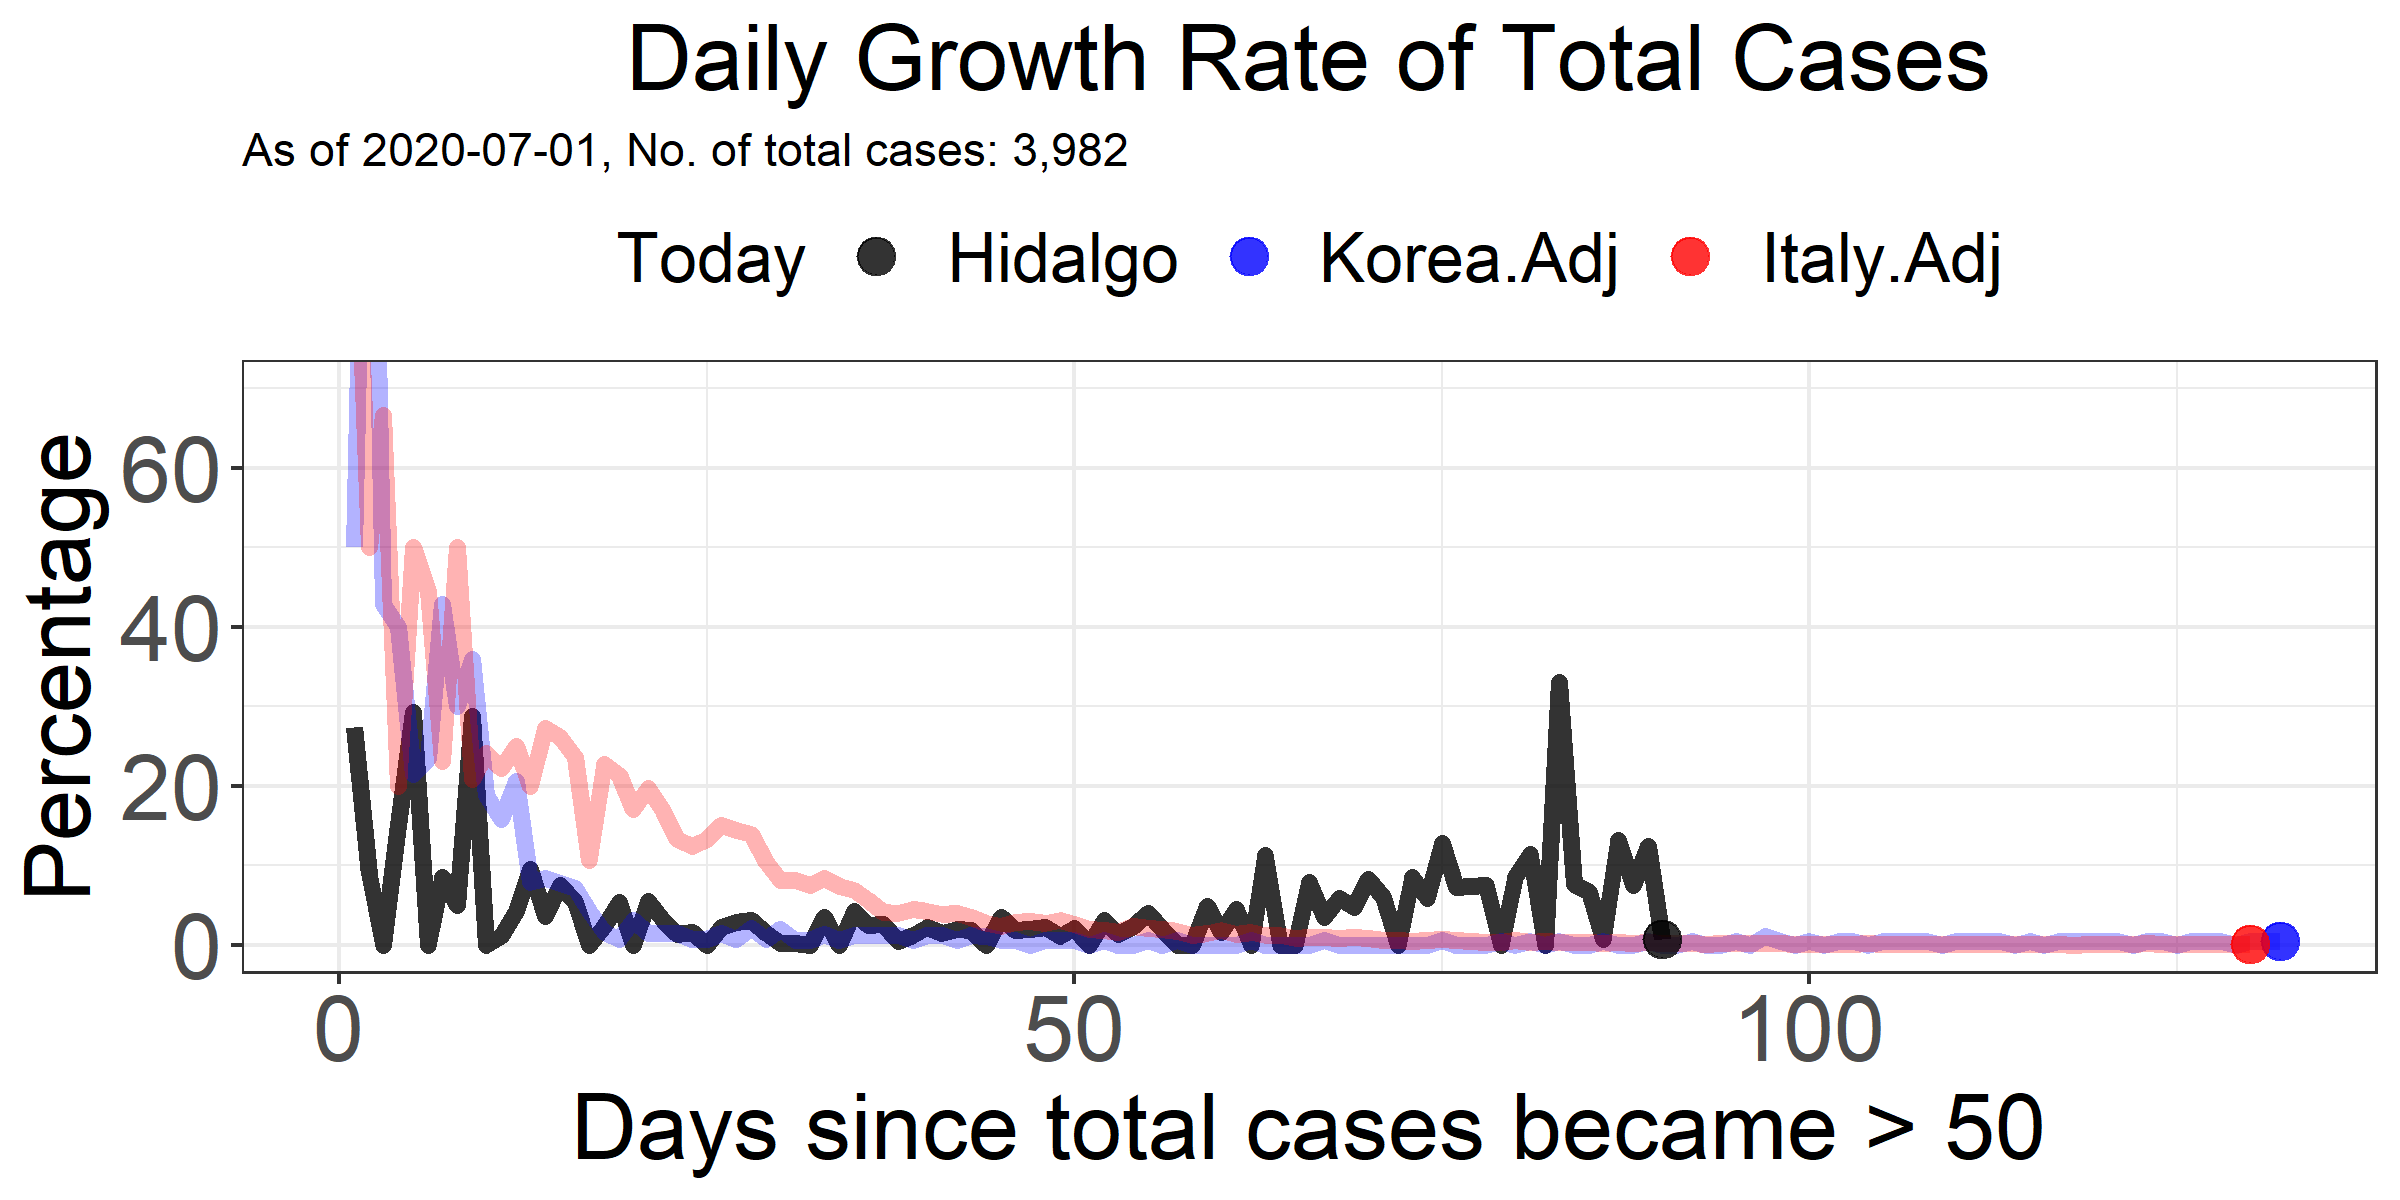 Daily Growth Rate of Total Cases
As of 2020-07-01, No. of total cases: 3,982
Today Hidalgo Korea.Adj Italy.Adj
Percentage
60
40
20
0
0 50 100
Days since total cases became > 50